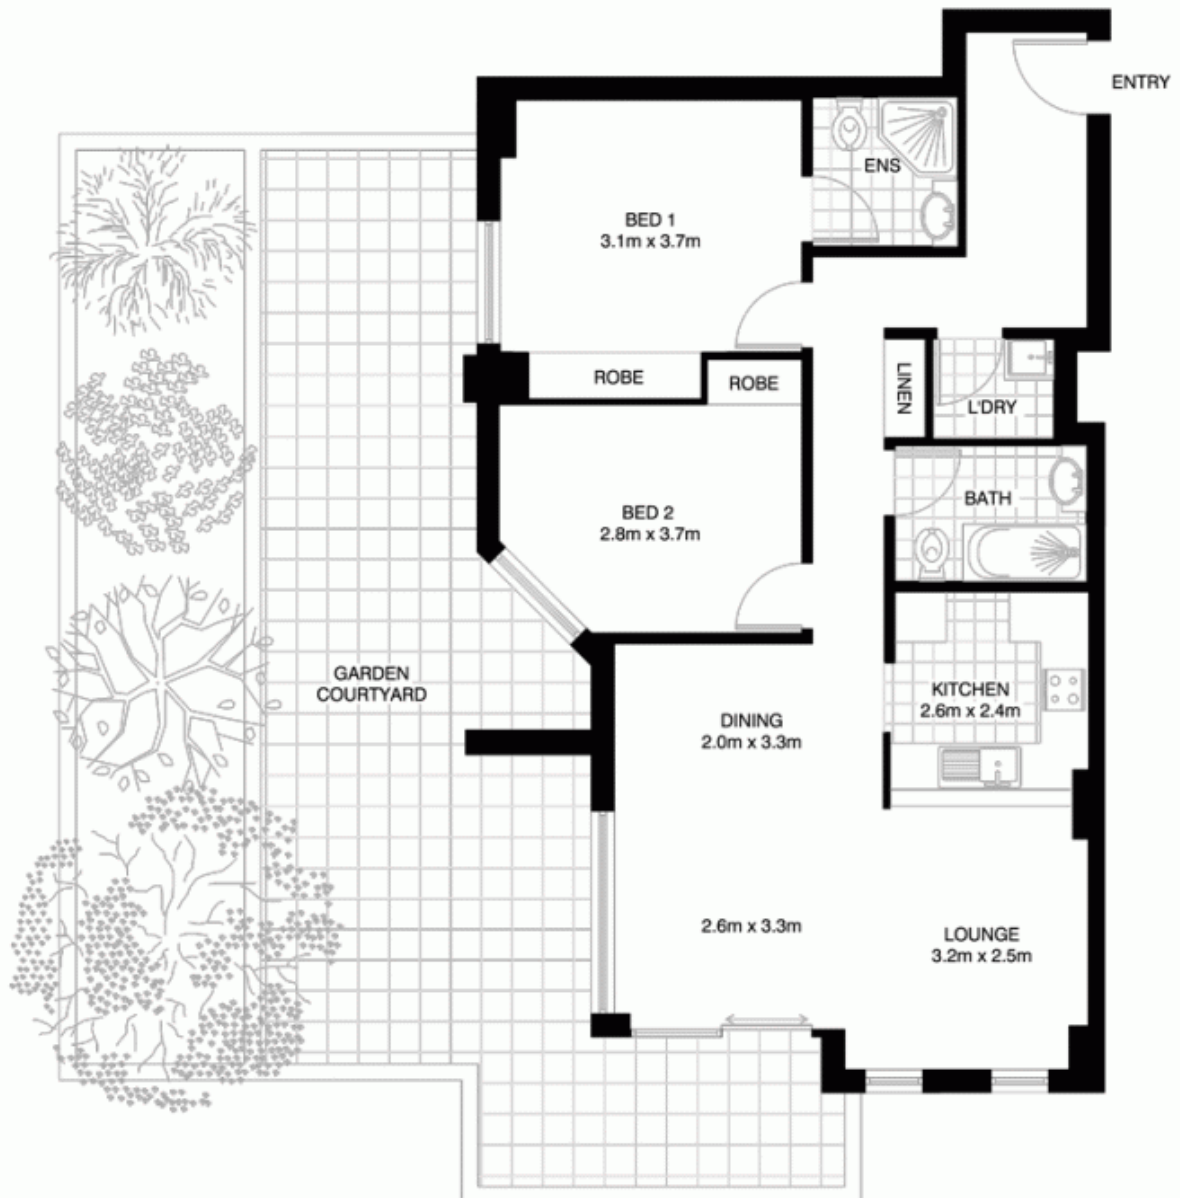 ENTRY
ENS
BED 1
3.1m x 3.7m
ROBE
ROBE
LINEN
L'DRY
BATH
BED 2
2.8m x 3.7m
GARDEN
COURTYARD
KITCHEN
2.6m x 2.4m
DINING
2.0m x 3.3m
2.6m x 3.3m
LOUNGE
3.2m x 2.5m